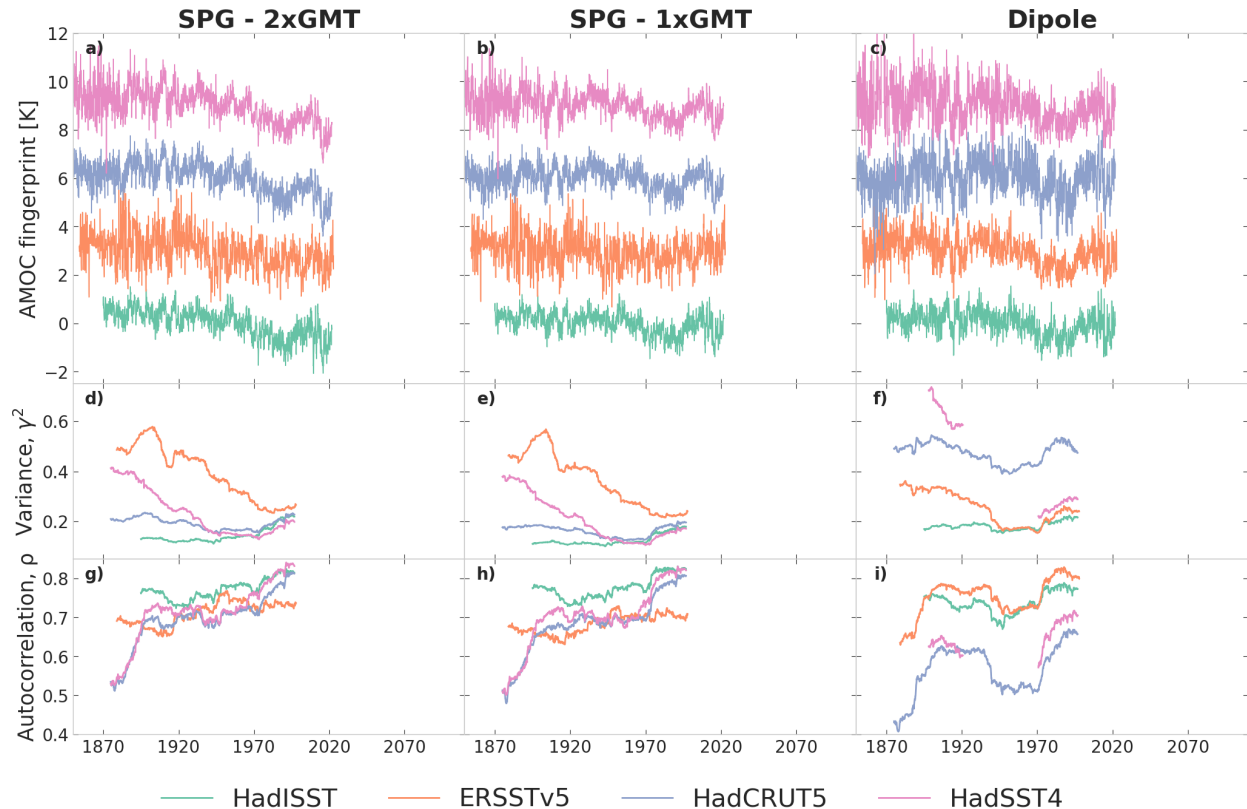 SPG - 2xGMT SPG - 1xGMT Dipole
AMOC fingerprint [K]
12
10
8
6
4
2
0
−2
a) b) c)
Variance, γ²
0.6
0.4
0.2
d) e) f)
Autocorrelation, ρ
0.8
0.7
0.6
0.5
0.4
g) h) i)
1870 1920 1970 2020 2070 1870 1920 1970 2020 2070 1870 1920 1970 2020 2070
HadISST ERSSTv5 HadCRUT5 HadSST4